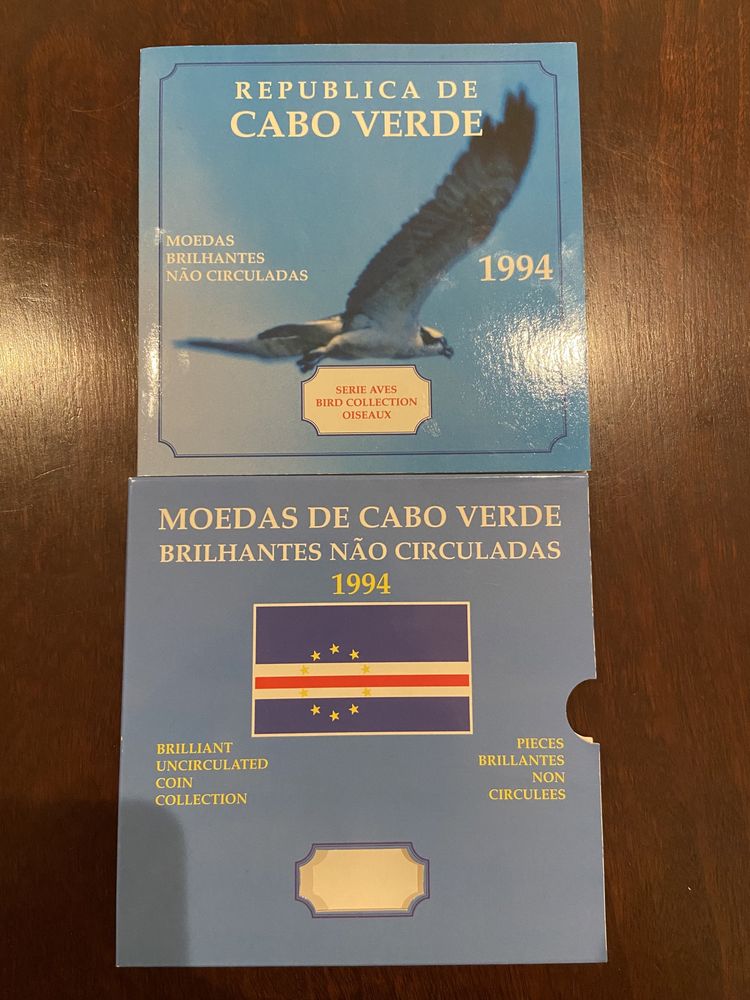 REPUBLICA DE
CABO VERDE
MOEDAS
BRILHANTES
NÃO CIRCULADAS
1994
SERIE AVES
BIRD COLLECTION
OISEAUX
MOEDAS DE CABO VERDE
BRILHANTES NÃO CIRCULADAS
1994
BRILLIANT
UNCIRCULATED
COIN
COLLECTION
PIECES
BRILLANTES
NON
CIRCULEES